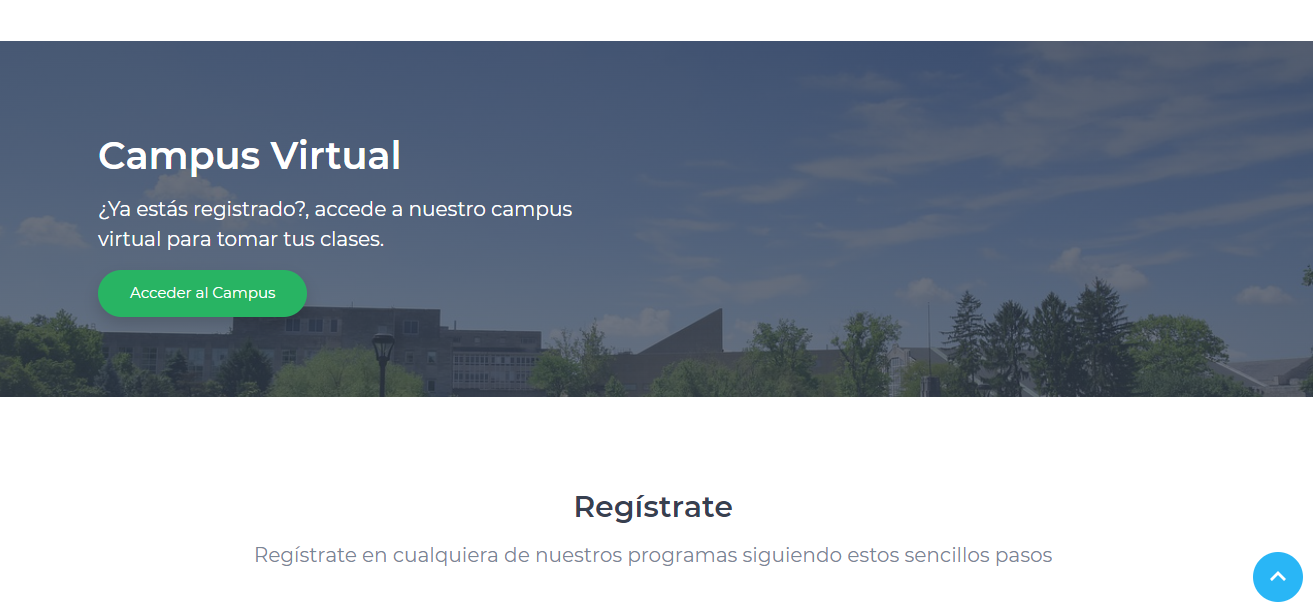 Campus Virtual
¿Ya estás registrado?, accede a nuestro campus
virtual para tomar tus clases.
Acceder al Campus
Regístrate
Regístrate en cualquiera de nuestros programas siguiendo estos sencillos pasos